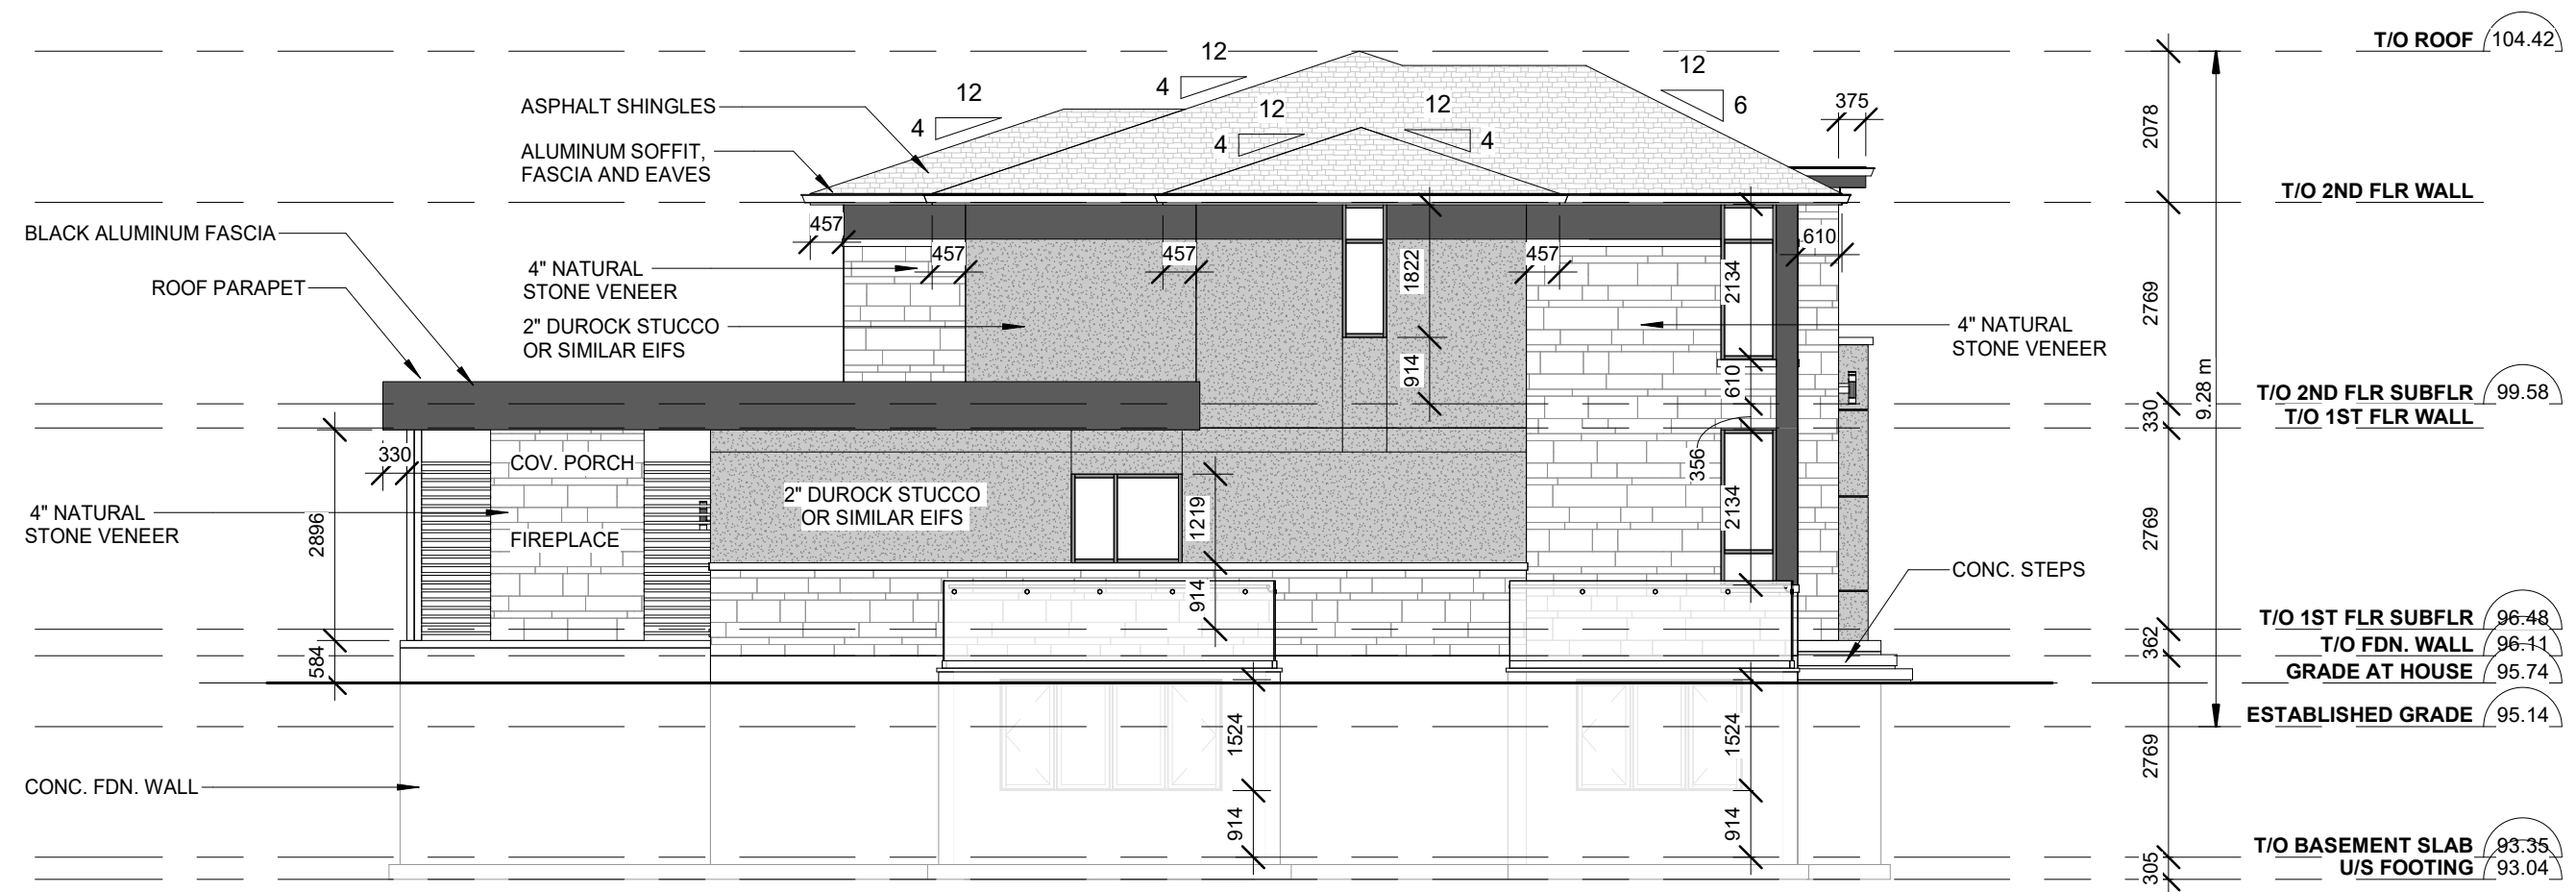 T/O ROOF 104.42
12
12
12
4
12
12
4
6
4
4
375
ASPHALT SHINGLES
ALUMINUM SOFFIT,
FASCIA AND EAVES
2078
T/O 2ND FLR WALL
BLACK ALUMINUM FASCIA
ROOF PARAPET
457
457
457
457
610
4" NATURAL
STONE VENEER
2" DUROCK STUCCO
OR SIMILAR EIFS
1822
914
2134
610
4" NATURAL
STONE VENEER
2769
9.28 m
T/O 2ND FLR SUBFLR 99.58
330
T/O 1ST FLR WALL
330
COV. PORCH
FIREPLACE
4" NATURAL
STONE VENEER
2896
2" DUROCK STUCCO
OR SIMILAR EIFS
1219
914
356
2134
2769
CONC. STEPS
T/O 1ST FLR SUBFLR 96.48
362
T/O FDN. WALL 96.11
584
GRADE AT HOUSE 95.74
ESTABLISHED GRADE 95.14
1524
1524
2769
CONC. FDN. WALL
914
914
T/O BASEMENT SLAB 93.35
305
U/S FOOTING 93.04